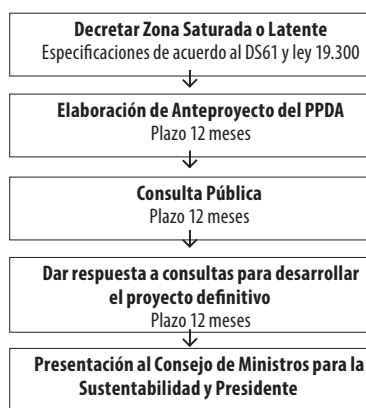 Decretar Zona Saturada o Latente
Especificaciones de acuerdo al DS61 y ley 19.300
Elaboración de Anteproyecto del PPDA
Plazo 12 meses
Consulta Pública
Plazo 12 meses
Dar respuesta a consultas para desarrollar
el proyecto definitivo
Plazo 12 meses
Presentación al Consejo de Ministros para la
Sustentabilidad y Presidente